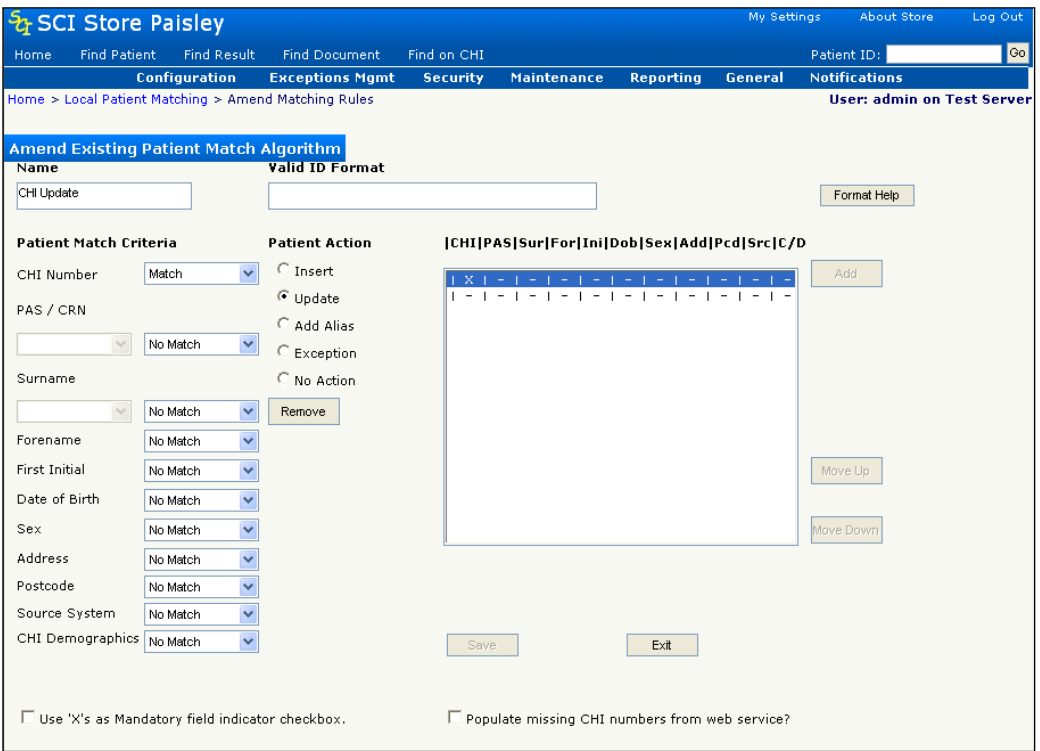 SCI SCI Store Paisley My Settings About Store Log Out
Home Find Patient Find Result Find Document Find on CHI Patient ID: Go
Configuration Exceptions Mgmt Security Maintenance Reporting General Notifications
Home > Local Patient Matching > Amend Matching Rules User: admin on Test Server
Amend Existing Patient Match Algorithm
Name Valid ID Format
CHI Update Format Help
Patient Match Criteria Patient Action |CHI|PAS|Sur|For|Ini|Dob|Sex|Add|Pcd|Src|C/D
CHI Number Match Insert | X | - | - | - | - | - | - | - | - | - | - Add
Update | - | - | - | - | - | - | - | - | - | - | -
PAS / CRN
Add Alias
No Match Exception
Surname No Action
No Match Remove
Forename No Match
First Initial No Match Move Up
Date of Birth No Match
Sex No Match Move Down
Address No Match
Postcode No Match
Source System No Match
CHI Demographics No Match Save Exit
Use 'X's as Mandatory field indicator checkbox. Populate missing CHI numbers from web service?